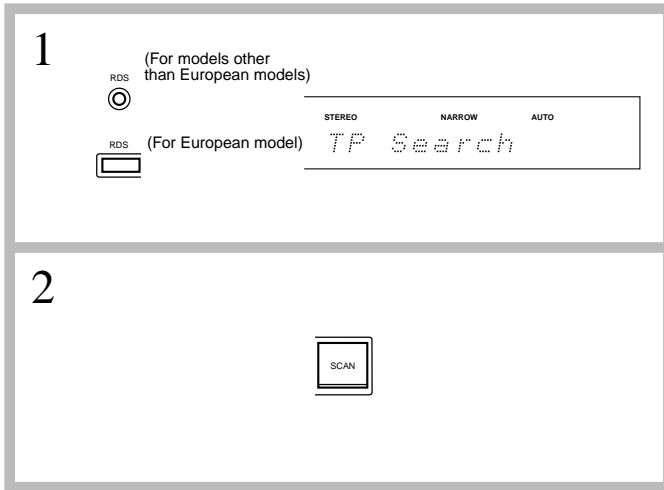 1
(For models other
than European models)
RDS
STEREO NARROW AUTO
TP Search
RDS (For European model)
2
SCAN